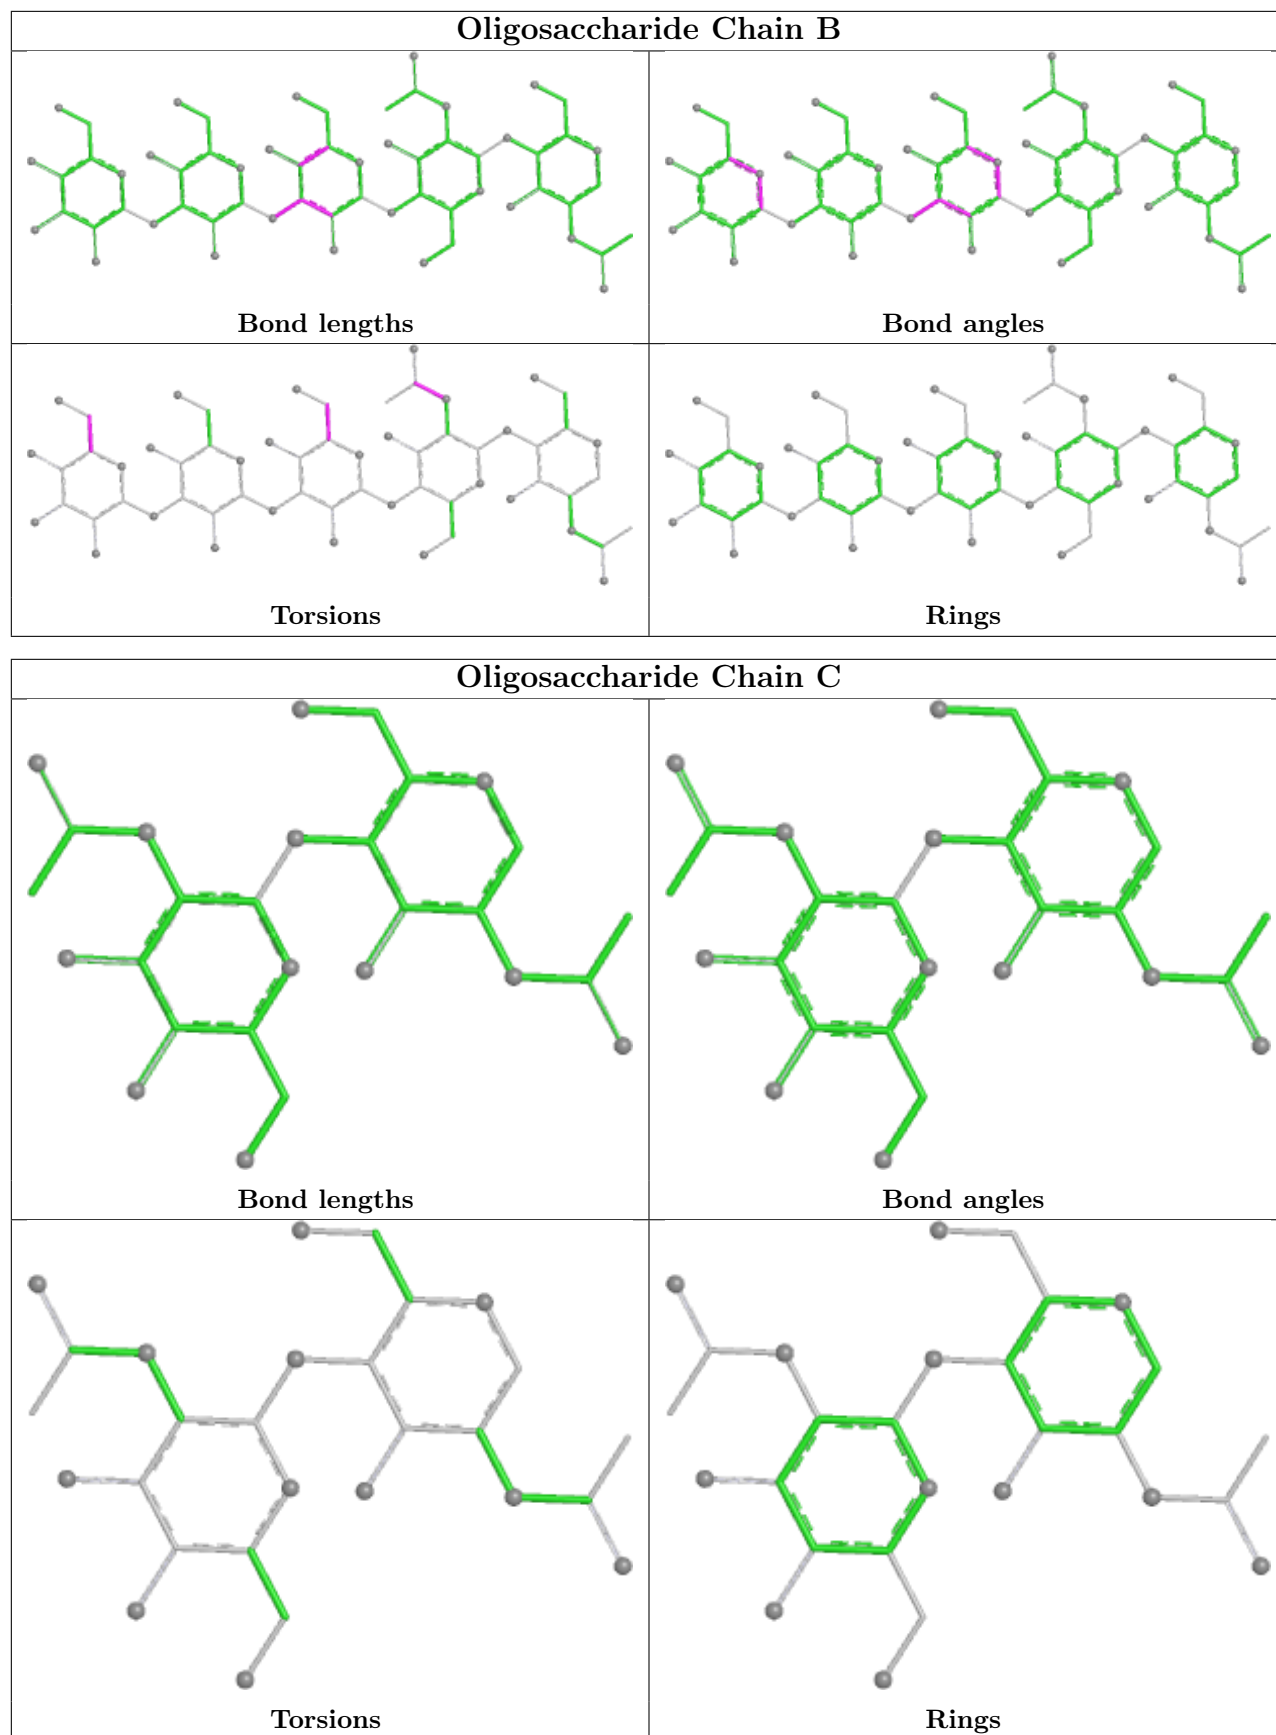 Oligosaccharide Chain B
Bond lengths
Bond angles
Torsions
Rings
Oligosaccharide Chain C
Bond lengths
Bond angles
Torsions
Rings